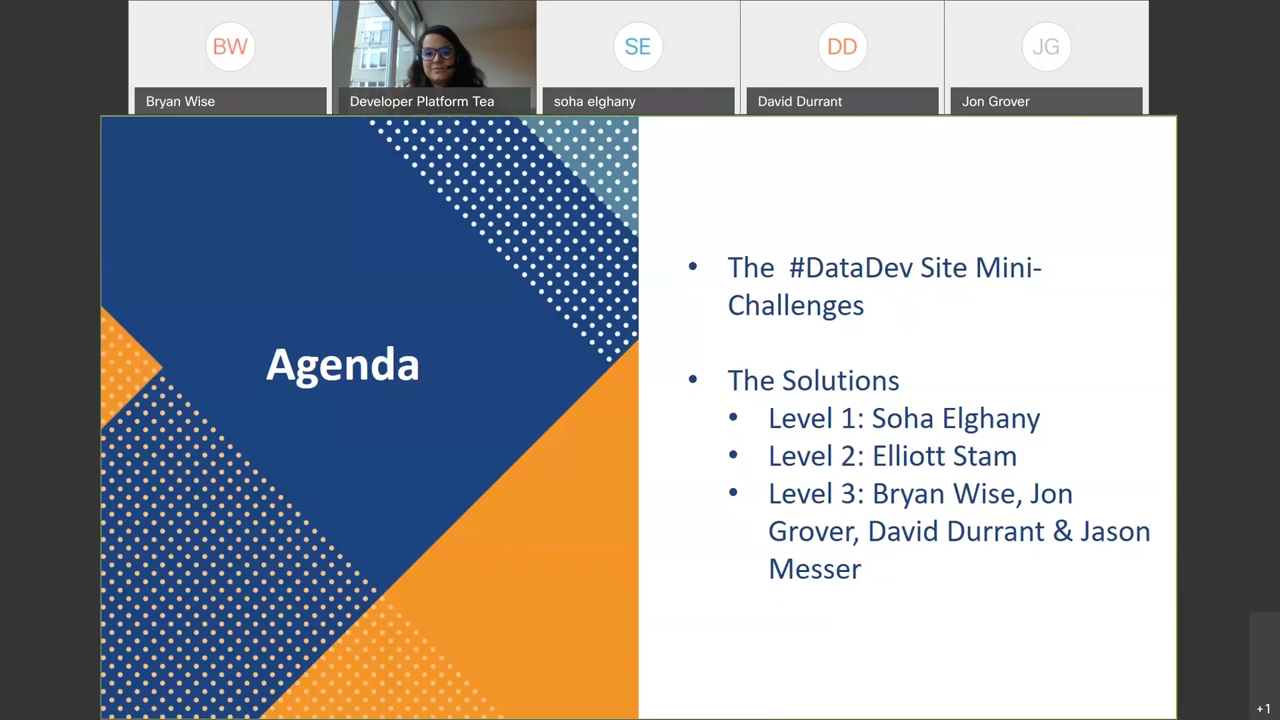 BW
SE
DD
JG
Bryan Wise
Developer Platform Tea
soha elghany
David Durrant
Jon Grover
Agenda
• The #DataDev Site Mini-
Challenges
• The Solutions
• Level 1: Soha Elghany
• Level 2: Elliott Stam
• Level 3: Bryan Wise, Jon
Grover, David Durrant & Jason
Messer
+1